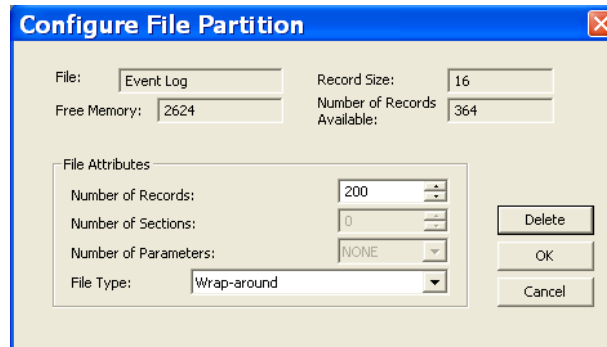 Configure File Partition
File: Event Log Record Size: 16
Free Memory: 2624 Number of Records Available: 364
File Attributes
Number of Records: 200
Number of Sections: 0
Number of Parameters: NONE
File Type: Wrap-around
Delete
OK
Cancel